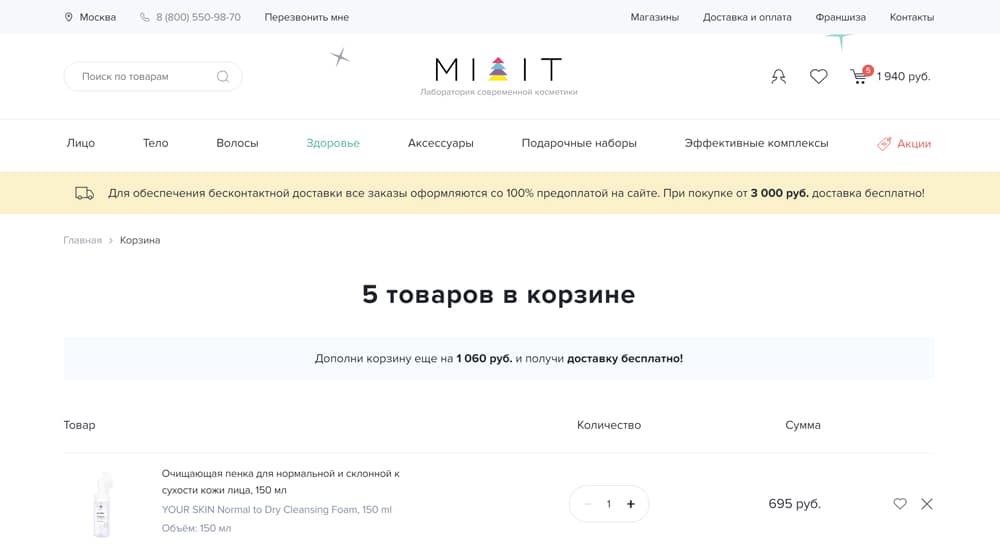 Москва 8 (800) 550-98-70 Перезвонить мне Магазины Доставка и оплата Франшиза Контакты
Поиск по товарам
MIXIT
Лаборатория современной косметики
5
1 940 руб.
Лицо Тело Волосы Здоровье Аксессуары Подарочные наборы Эффективные комплексы Акции
Для обеспечения бесконтактной доставки все заказы оформляются со 100% предоплатой на сайте. При покупке от 3 000 руб. доставка бесплатно!
Главная > Корзина
5 товаров в корзине
Дополни корзину еще на 1 060 руб. и получи доставку бесплатно!
Товар Количество Сумма
Очищающая пенка для нормальной и склонной к
сухости кожи лица, 150 мл
YOUR SKIN Normal to Dry Cleansing Foam, 150 ml
Объём: 150 мл
− 1 +
695 руб.